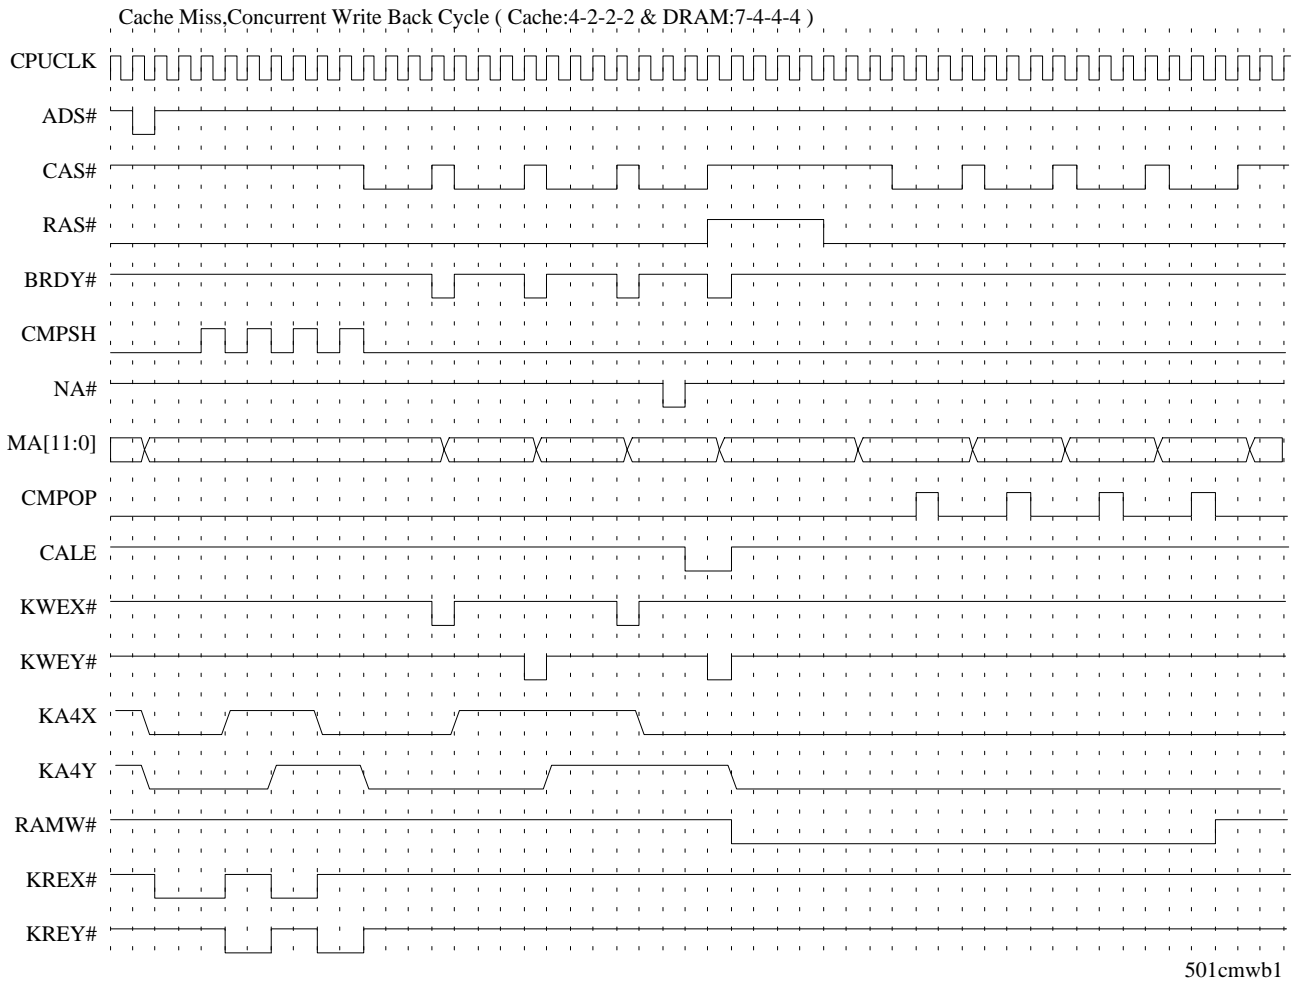 Cache Miss,Concurrent Write Back Cycle ( Cache:4-2-2-2 & DRAM:7-4-4-4 )
CPUCLK
ADS#
CAS#
RAS#
BRDY#
CMPSH
NA#
MA[11:0]
CMPOP
CALE
KWEX#
KWEY#
KA4X
KA4Y
RAMW#
KREX#
KREY#
501cmwb1